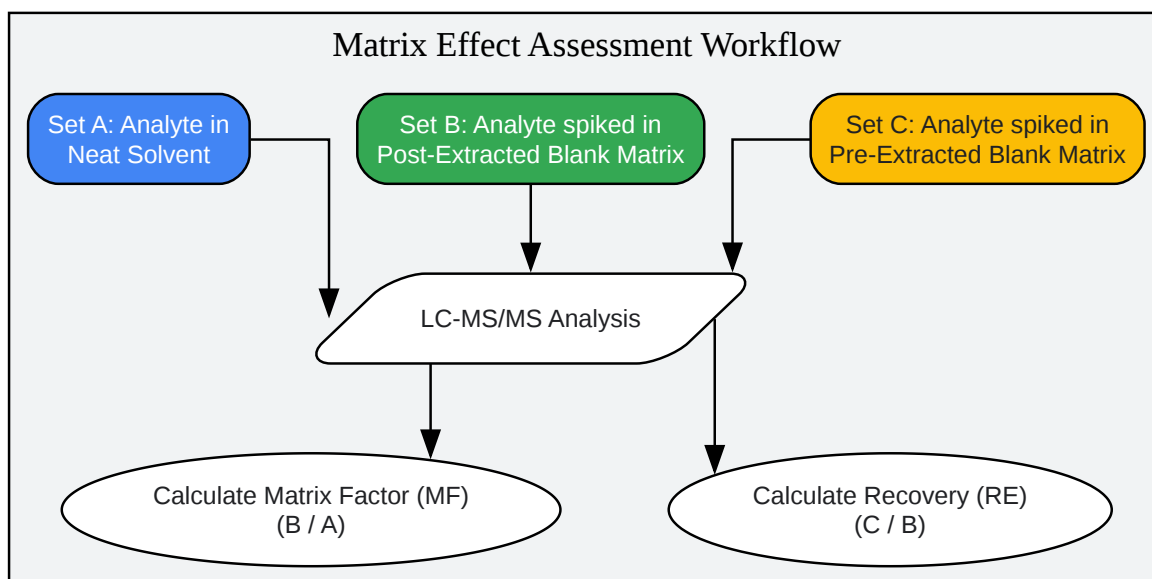 Matrix Effect Assessment Workflow
Set A: Analyte in
Neat Solvent
Set B: Analyte spiked in
Post-Extracted Blank Matrix
Set C: Analyte spiked in
Pre-Extracted Blank Matrix
LC-MS/MS Analysis
Calculate Matrix Factor (MF)
(B / A)
Calculate Recovery (RE)
(C / B)